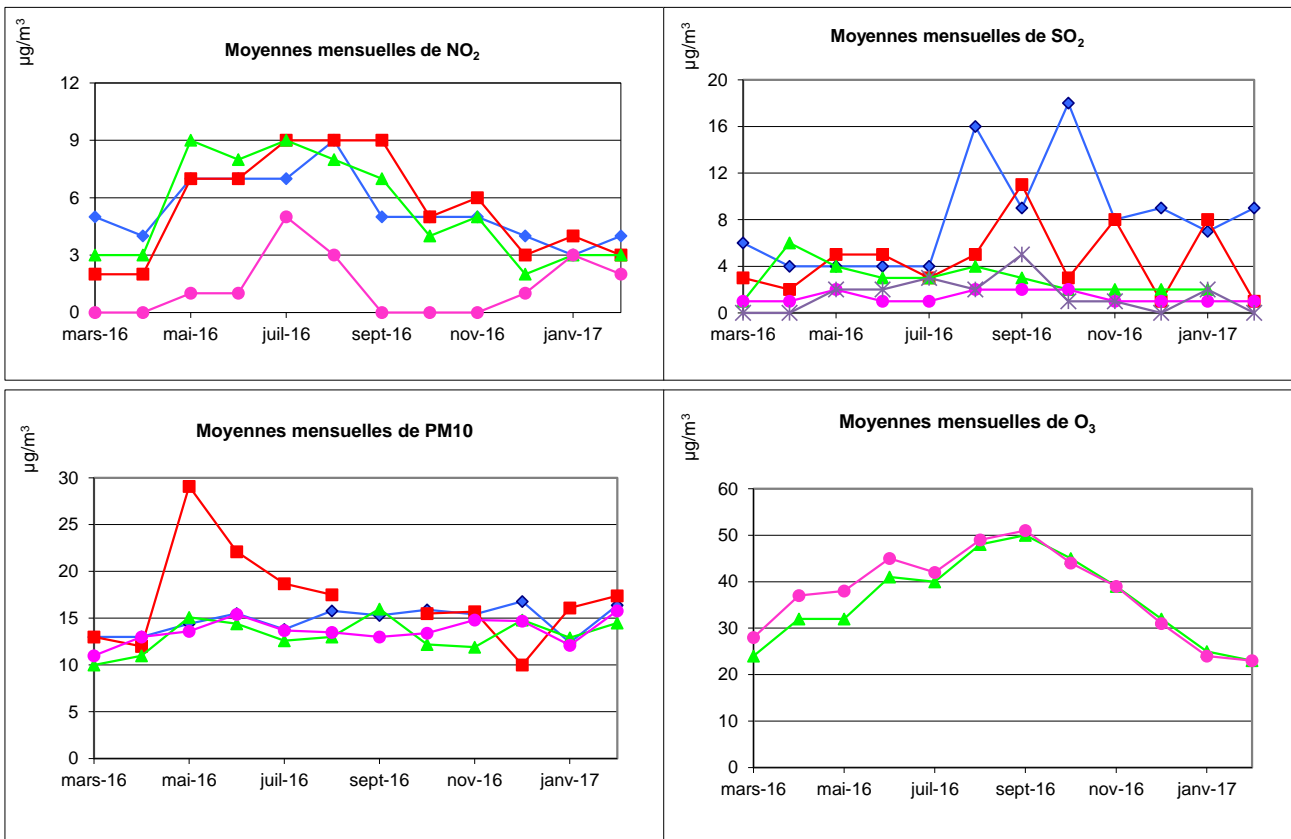 µg/m³
Moyennes mensuelles de NO₂
12
9
6
3
0
mars-16 mai-16 juil-16 sept-16 nov-16 janv-17
µg/m³
Moyennes mensuelles de SO₂
20
16
12
8
4
0
mars-16 mai-16 juil-16 sept-16 nov-16 janv-17
µg/m³
Moyennes mensuelles de PM10
30
25
20
15
10
5
0
mars-16 mai-16 juil-16 sept-16 nov-16 janv-17
µg/m³
Moyennes mensuelles de O₃
60
50
40
30
20
10
0
mars-16 mai-16 juil-16 sept-16 nov-16 janv-17